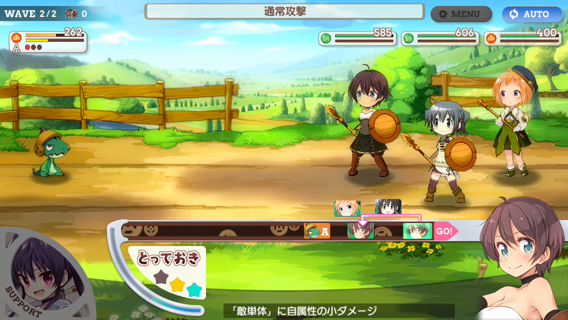 WAVE 2/2 0
通常攻撃
MENU
AUTO
262
A
585
606
400
A
GO!
とっておき
SUPPORT
「敵単体」に自属性の小ダメージ